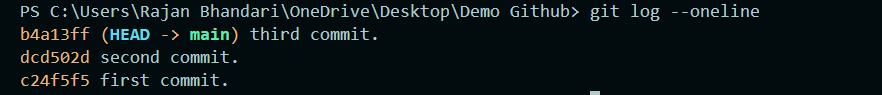 PS C:\Users\Rajan Bhandari\OneDrive\Desktop\Demo Github> git log --oneline
b4a13ff (HEAD -> main) third commit.
dcd502d second commit.
c24f5f5 first commit.